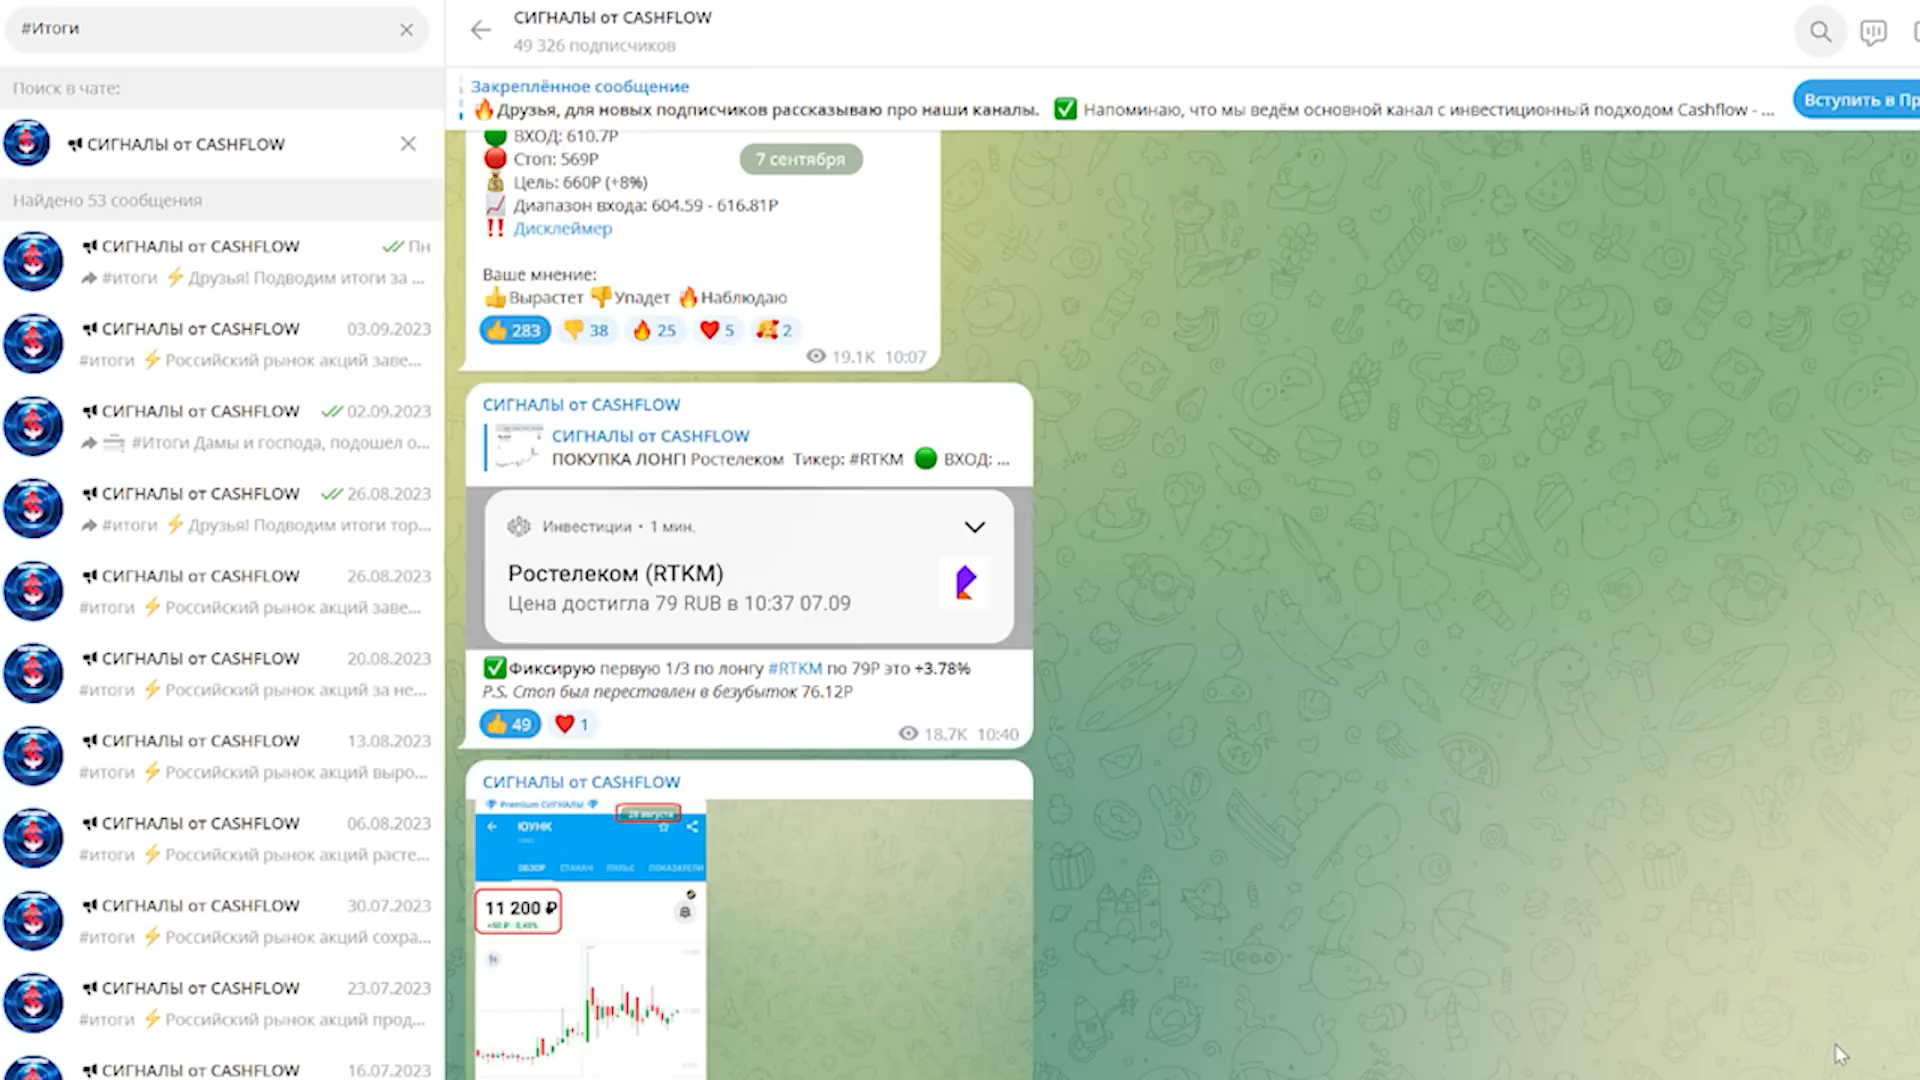 #Итоги
Поиск в чате:
СИГНАЛЫ от CASHFLOW
Найдено 53 сообщения
СИГНАЛЫ от CASHFLOW Пн
#итоги ⚡Друзья! Подводим итоги за ...
СИГНАЛЫ от CASHFLOW 03.09.2023
#итоги ⚡Российский рынок акций заве...
СИГНАЛЫ от CASHFLOW 02.09.2023
#Итоги Дамы и господа, подошел о...
СИГНАЛЫ от CASHFLOW 26.08.2023
#итоги ⚡Друзья! Подводим итоги тор...
СИГНАЛЫ от CASHFLOW 26.08.2023
#итоги ⚡Российский рынок акций заве...
СИГНАЛЫ от CASHFLOW 20.08.2023
#итоги ⚡Российский рынок акций за не...
СИГНАЛЫ от CASHFLOW 13.08.2023
#итоги ⚡Российский рынок акций выро...
СИГНАЛЫ от CASHFLOW 06.08.2023
#итоги ⚡Российский рынок акций расте...
СИГНАЛЫ от CASHFLOW 30.07.2023
#итоги ⚡Российский рынок акций сохра...
СИГНАЛЫ от CASHFLOW 23.07.2023
#итоги ⚡Российский рынок акций прод...
СИГНАЛЫ от CASHFLOW 16.07.2023
СИГНАЛЫ от CASHFLOW
49 326 подписчиков
Закреплённое сообщение
🔥Друзья, для новых подписчиков рассказываю про наши каналы. ✅ Напоминаю, что мы ведём основной канал с инвестиционный подходом Cashflow - ...
Вступить в Пр
7 сентября
ВХОД: 610.7Р
Стоп: 569Р
Цель: 660Р (+8%)
Диапазон входа: 604.59 - 616.81Р
‼️ Дисклеймер
Ваше мнение:
👍Вырастет 👎Упадет 🔥Наблюдаю
👍 283 👎 38 🔥 25 ❤️ 5 🥰 2
19.1K 10:07
СИГНАЛЫ от CASHFLOW
СИГНАЛЫ от CASHFLOW
ПОКУПКА ЛОНГ! Ростелеком Тикер: #RTKM 🟢 ВХОД: ...
Инвестиции • 1 мин.
Ростелеком (RTKM)
Цена достигла 79 RUB в 10:37 07.09
✅Фиксирую первую 1/3 по лонгу #RTKM по 79Р это +3.78%
P.S. Стоп был переставлен в безубыток 76.12Р
👍 49 ❤️ 1
18.7K 10:40
СИГНАЛЫ от CASHFLOW
Premium СИГНАЛЫ
28 августа
ЮУНК
ОБЗОР СТАКАН ПУЛЬС ПОКАЗАТЕЛИ
11 200 ₽